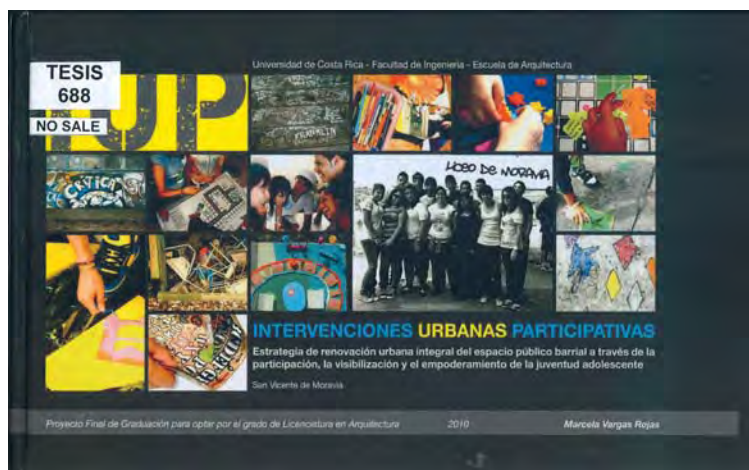 Universidad de Costa Rica - Facultad de Ingeniería - Escuela de Arquitectura
TESIS
688
NO SALE
IUP
CRITICA
LICEO DE MORAVIA
INTERVENCIONES URBANAS PARTICIPATIVAS
Estrategia de renovación urbana integral del espacio público barrial a través de la
participación, la visibilización y el empoderamiento de la juventud adolescente
San Vicente de Moravia
Proyecto Final de Graduación para optar por el grado de Licenciatura en Arquitectura 2010 Marcela Vargas Rojas